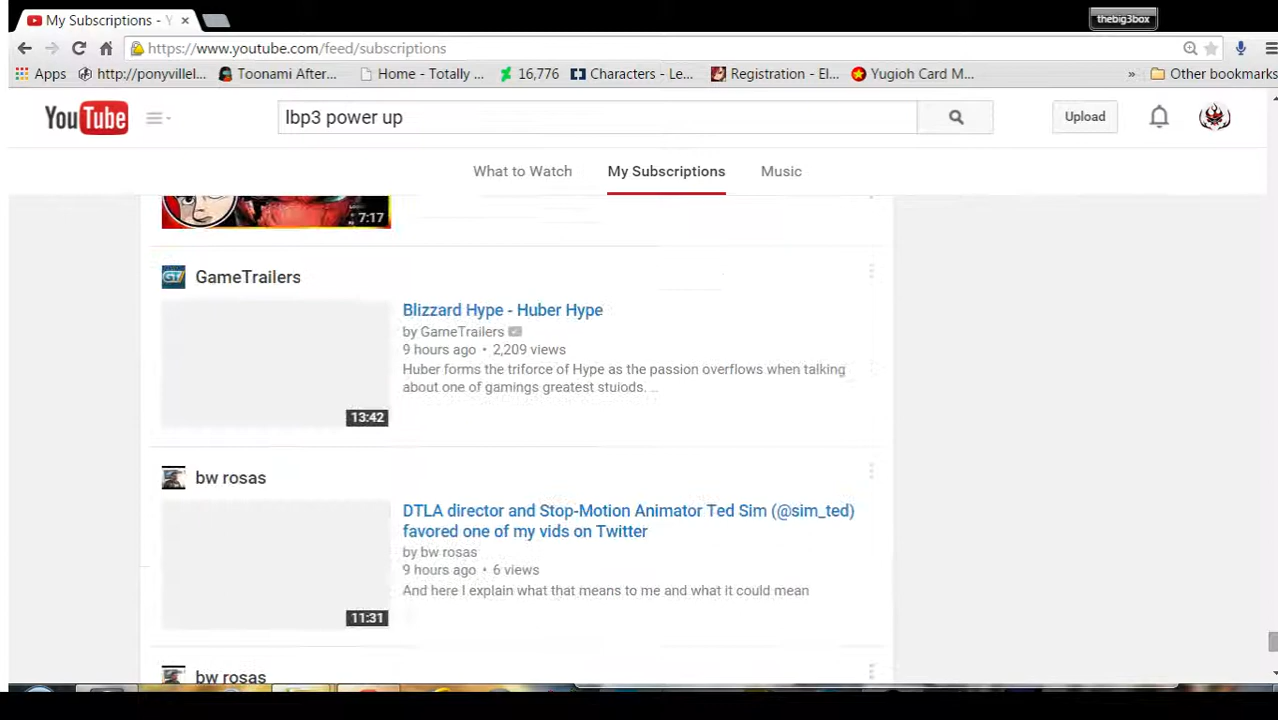 My Subscriptions - Y
thebig3box
https://www.youtube.com/feed/subscriptions
Apps http://ponyvillel... Toonami After... Home - Totally ... 16,776 Characters - Le... Registration - El... Yugioh Card M... » Other bookmarks
YouTube lbp3 power up Upload
What to Watch My Subscriptions Music
7:17
GameTrailers
Blizzard Hype - Huber Hype
by GameTrailers
9 hours ago • 2,209 views
Huber forms the triforce of Hype as the passion overflows when talking
about one of gamings greatest stuiods. ...
13:42
bw rosas
DTLA director and Stop-Motion Animator Ted Sim (@sim_ted)
favored one of my vids on Twitter
by bw rosas
9 hours ago • 6 views
And here I explain what that means to me and what it could mean
11:31
bw rosas